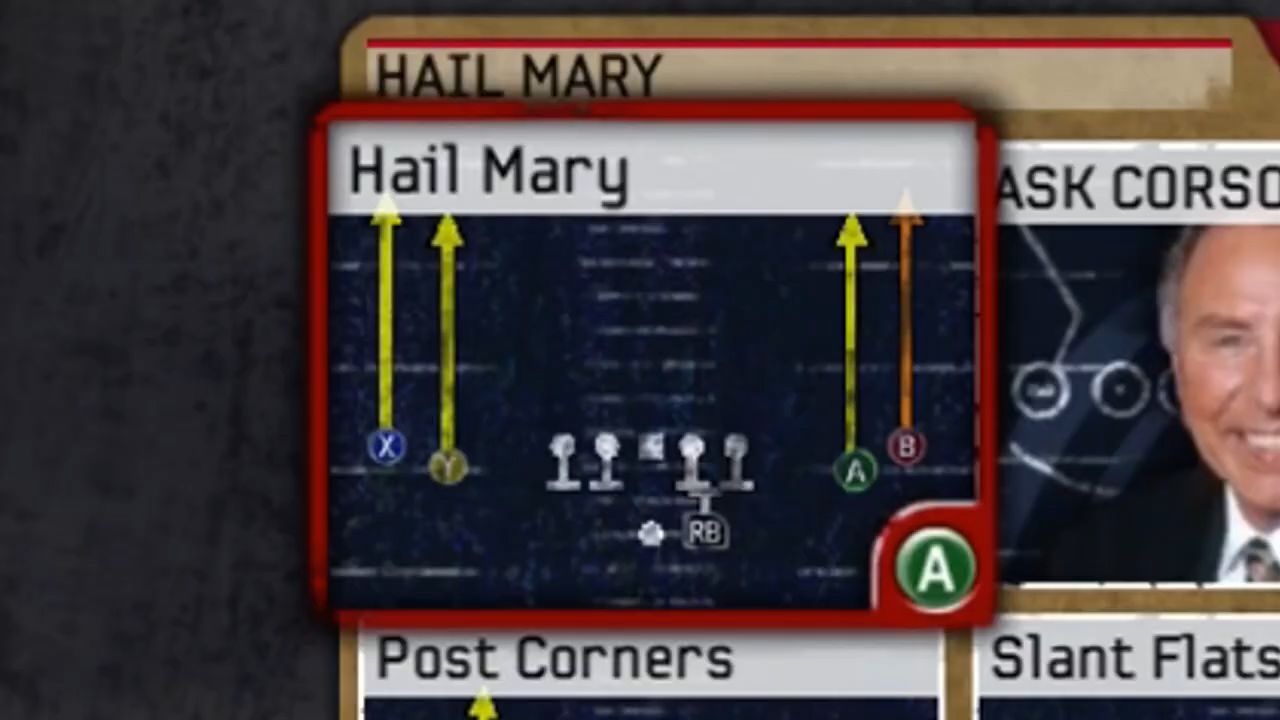 HAIL MARY
Hail Mary
ASK CORSO
X
Y
A
B
RB
A
Post Corners
Slant Flats